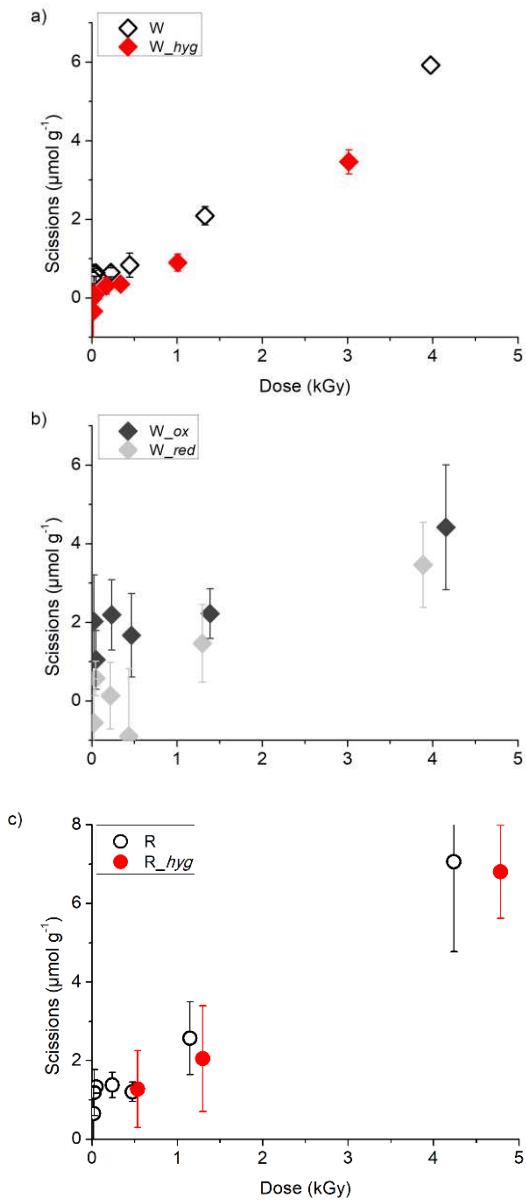 a)
W
W_hyg
6
4
2
0
Scissions (µmol g⁻¹)
0 1 2 3 4 5
Dose (kGy)
b)
W_ox
W_red
6
4
2
0
Scissions (µmol g⁻¹)
0 1 2 3 4 5
Dose (kGy)
c)
R
R_hyg
8
6
4
2
0
Scissions (µmol g⁻¹)
0 1 2 3 4 5
Dose (kGy)